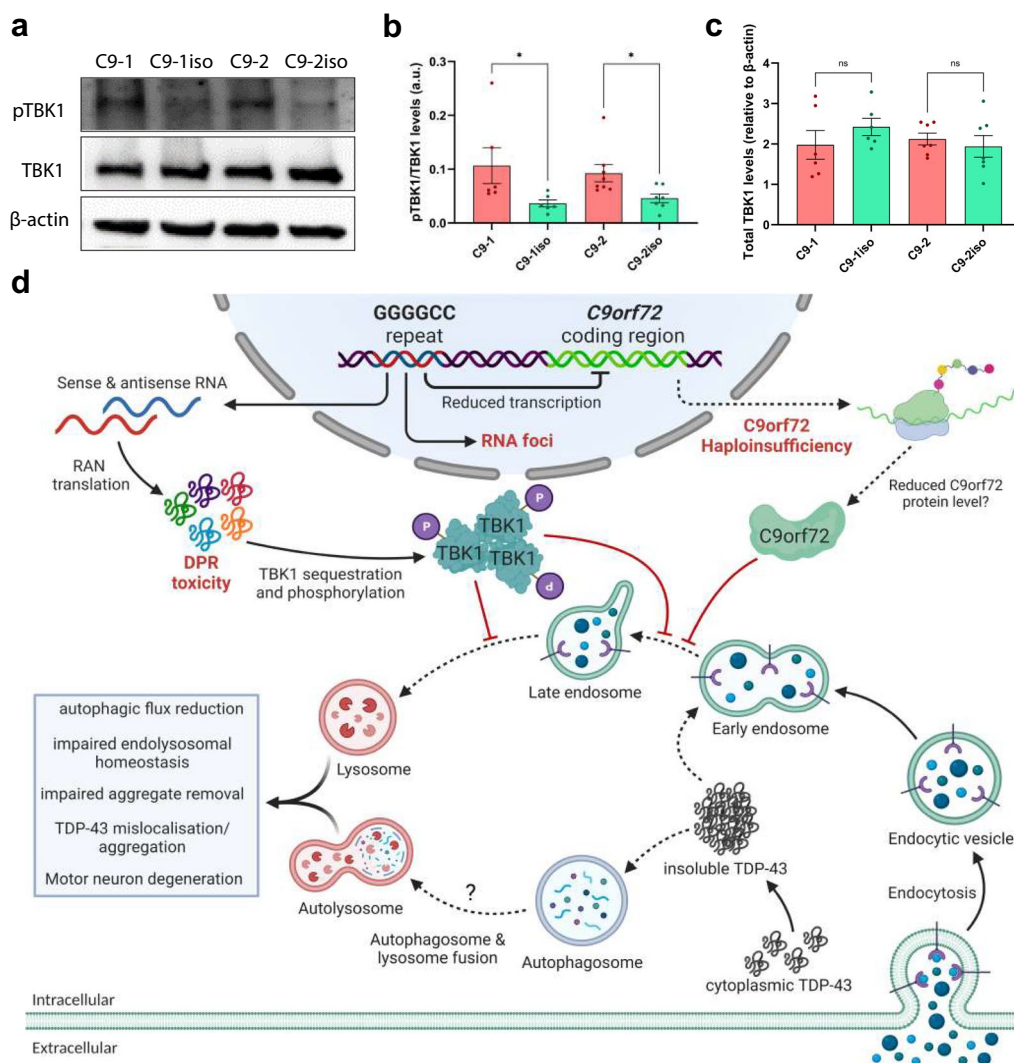 a
C9-1 C9-1iso C9-2 C9-2iso
pTBK1
TBK1
β-actin
b
pTBK1/TBK1 levels (a.u.)
0.3
0.2
0.1
0.0
*
*
C9-1
C9-1iso
C9-2
C9-2iso
c
Total TBK1 levels (relative to β-actin)
4
3
2
1
0
ns
ns
C9-1
C9-1iso
C9-2
C9-2iso
d
GGGGCC
repeat
C9orf72
coding region
Sense & antisense RNA
Reduced transcription
RNA foci
C9orf72
Haploinsufficiency
RAN
translation
Reduced C9orf72
protein level?
DPR
toxicity
TBK1 sequestration
and phosphorylation
P
P
P
TBK1
TBK1
TBK1
C9orf72
Late endosome
Early endosome
autophagic flux reduction
impaired endolysosomal
homeostasis
impaired aggregate removal
TDP-43 mislocalisation/
aggregation
Motor neuron degeneration
Lysosome
Endocytic vesicle
insoluble TDP-43
Endocytosis
?
Autolysosome
Autophagosome &
lysosome fusion
Autophagosome
cytoplasmic TDP-43
Intracellular
Extracellular